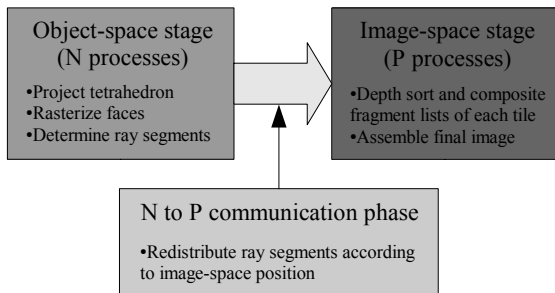 Object-space stage
(N processes)
•Project tetrahedron
•Rasterize faces
•Determine ray segments
Image-space stage
(P processes)
•Depth sort and composite
fragment lists of each tile
•Assemble final image
N to P communication phase
•Redistribute ray segments according
to image-space position